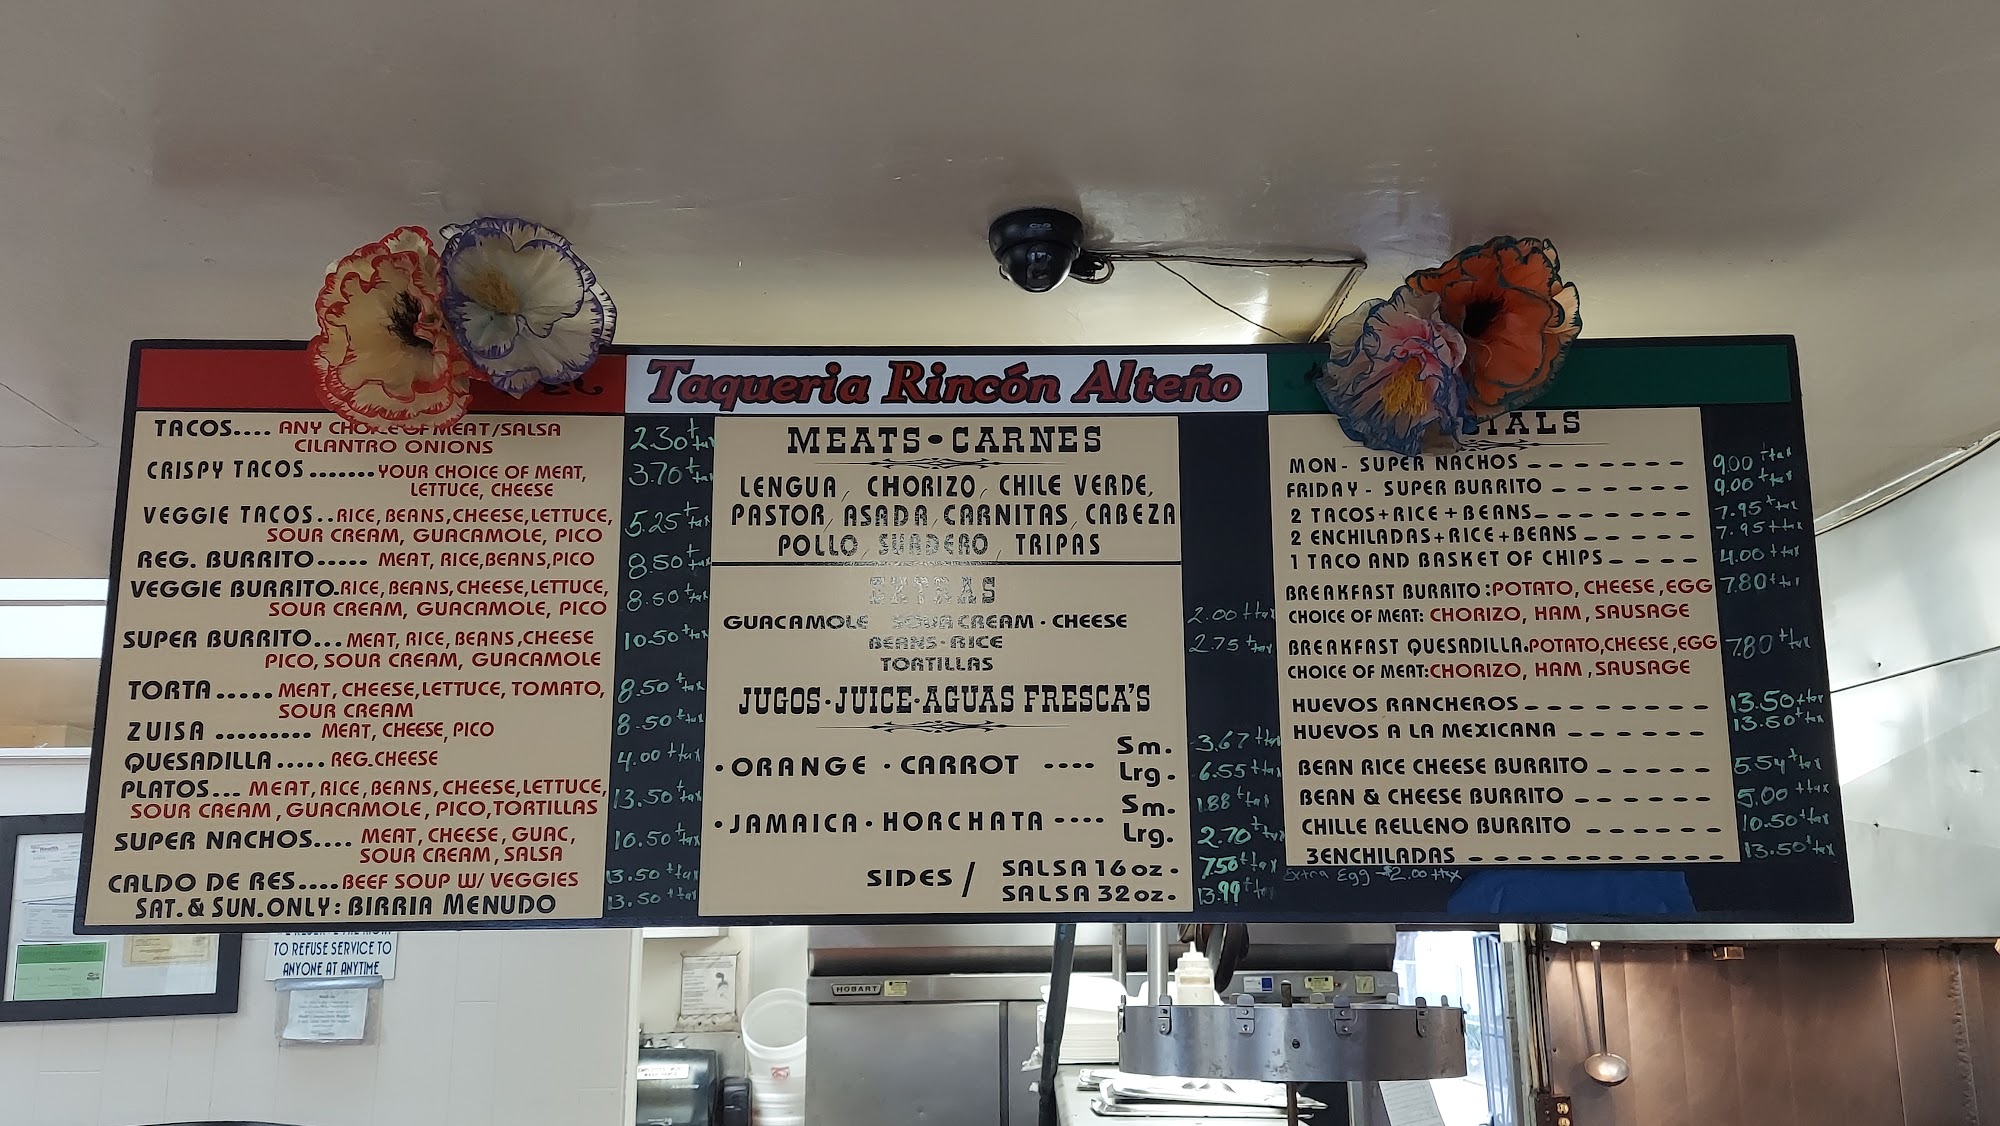 Taqueria Rincón Alteño
TACOS.... ANY CHOICE OF MEAT/SALSA 2.30 + tax
CILANTRO ONIONS
CRISPY TACOS.......YOUR CHOICE OF MEAT, 3.70 + tax
LETTUCE, CHEESE
VEGGIE TACOS..RICE, BEANS, CHEESE, LETTUCE, 5.25 + tax
SOUR CREAM, GUACAMOLE, PICO
REG. BURRITO..... MEAT, RICE, BEANS, PICO 8.50 + tax
VEGGIE BURRITO.RICE, BEANS, CHEESE, LETTUCE, 8.50 + tax
SOUR CREAM, GUACAMOLE, PICO
SUPER BURRITO... MEAT, RICE, BEANS, CHEESE 10.50 + tax
PICO, SOUR CREAM, GUACAMOLE
TORTA..... MEAT, CHEESE, LETTUCE, TOMATO, 8.50 + tax
SOUR CREAM
ZUISA ......... MEAT, CHEESE, PICO 8.50 + tax
QUESADILLA..... REG. CHEESE 4.00 + tax
PLATOS... MEAT, RICE, BEANS, CHEESE, LETTUCE, 13.50 + tax
SOUR CREAM, GUACAMOLE, PICO, TORTILLAS
SUPER NACHOS.... MEAT, CHEESE, GUAC, 10.50 + tax
SOUR CREAM, SALSA
CALDO DE RES....BEEF SOUP W/ VEGGIES 13.50 + tax
SAT. & SUN. ONLY: BIRRIA MENUDO 13.50 + tax
MEATS • CARNES
LENGUA, CHORIZO, CHILE VERDE,
PASTOR, ASADA, CARNITAS, CABEZA
POLLO, SUADERO, TRIPAS
EXTRAS
GUACAMOLE SOUR CREAM · CHEESE 2.00 + tax
BEANS · RICE 2.75 + tax
TORTILLAS
JUGOS · JUICE · AGUAS FRESCA'S
· ORANGE · CARROT ---- Sm. 3.67 + tax
Lrg. 6.55 + tax
· JAMAICA · HORCHATA ---- Sm. 1.88 + tax
Lrg. 2.70 + tax
SIDES / SALSA 16 oz. 7.50 + tax
SALSA 32 oz. 13.99 + tax
MON - SUPER NACHOS ------- 9.00 + tax
FRIDAY - SUPER BURRITO ------ 9.00 + tax
2 TACOS + RICE + BEANS ------- 7.95 + tax
2 ENCHILADAS + RICE + BEANS ----- 7.95 + tax
1 TACO AND BASKET OF CHIPS ---- 4.00 + tax
BREAKFAST BURRITO : POTATO, CHEESE, EGG 7.80 + tax
CHOICE OF MEAT: CHORIZO, HAM, SAUSAGE
BREAKFAST QUESADILLA. POTATO, CHEESE, EGG 7.80 + tax
CHOICE OF MEAT: CHORIZO, HAM, SAUSAGE
HUEVOS RANCHEROS -------- 13.50 + tax
HUEVOS A LA MEXICANA ------ 13.50 + tax
BEAN RICE CHEESE BURRITO ----- 5.54 + tax
BEAN & CHEESE BURRITO ------ 5.00 + tax
CHILLE RELLENO BURRITO ------ 10.50 + tax
3 ENCHILADAS ----------- 13.50 + tax
Extra Egg - $2.00 + tax
TO REFUSE SERVICE TO
ANYONE AT ANYTIME
HOBART